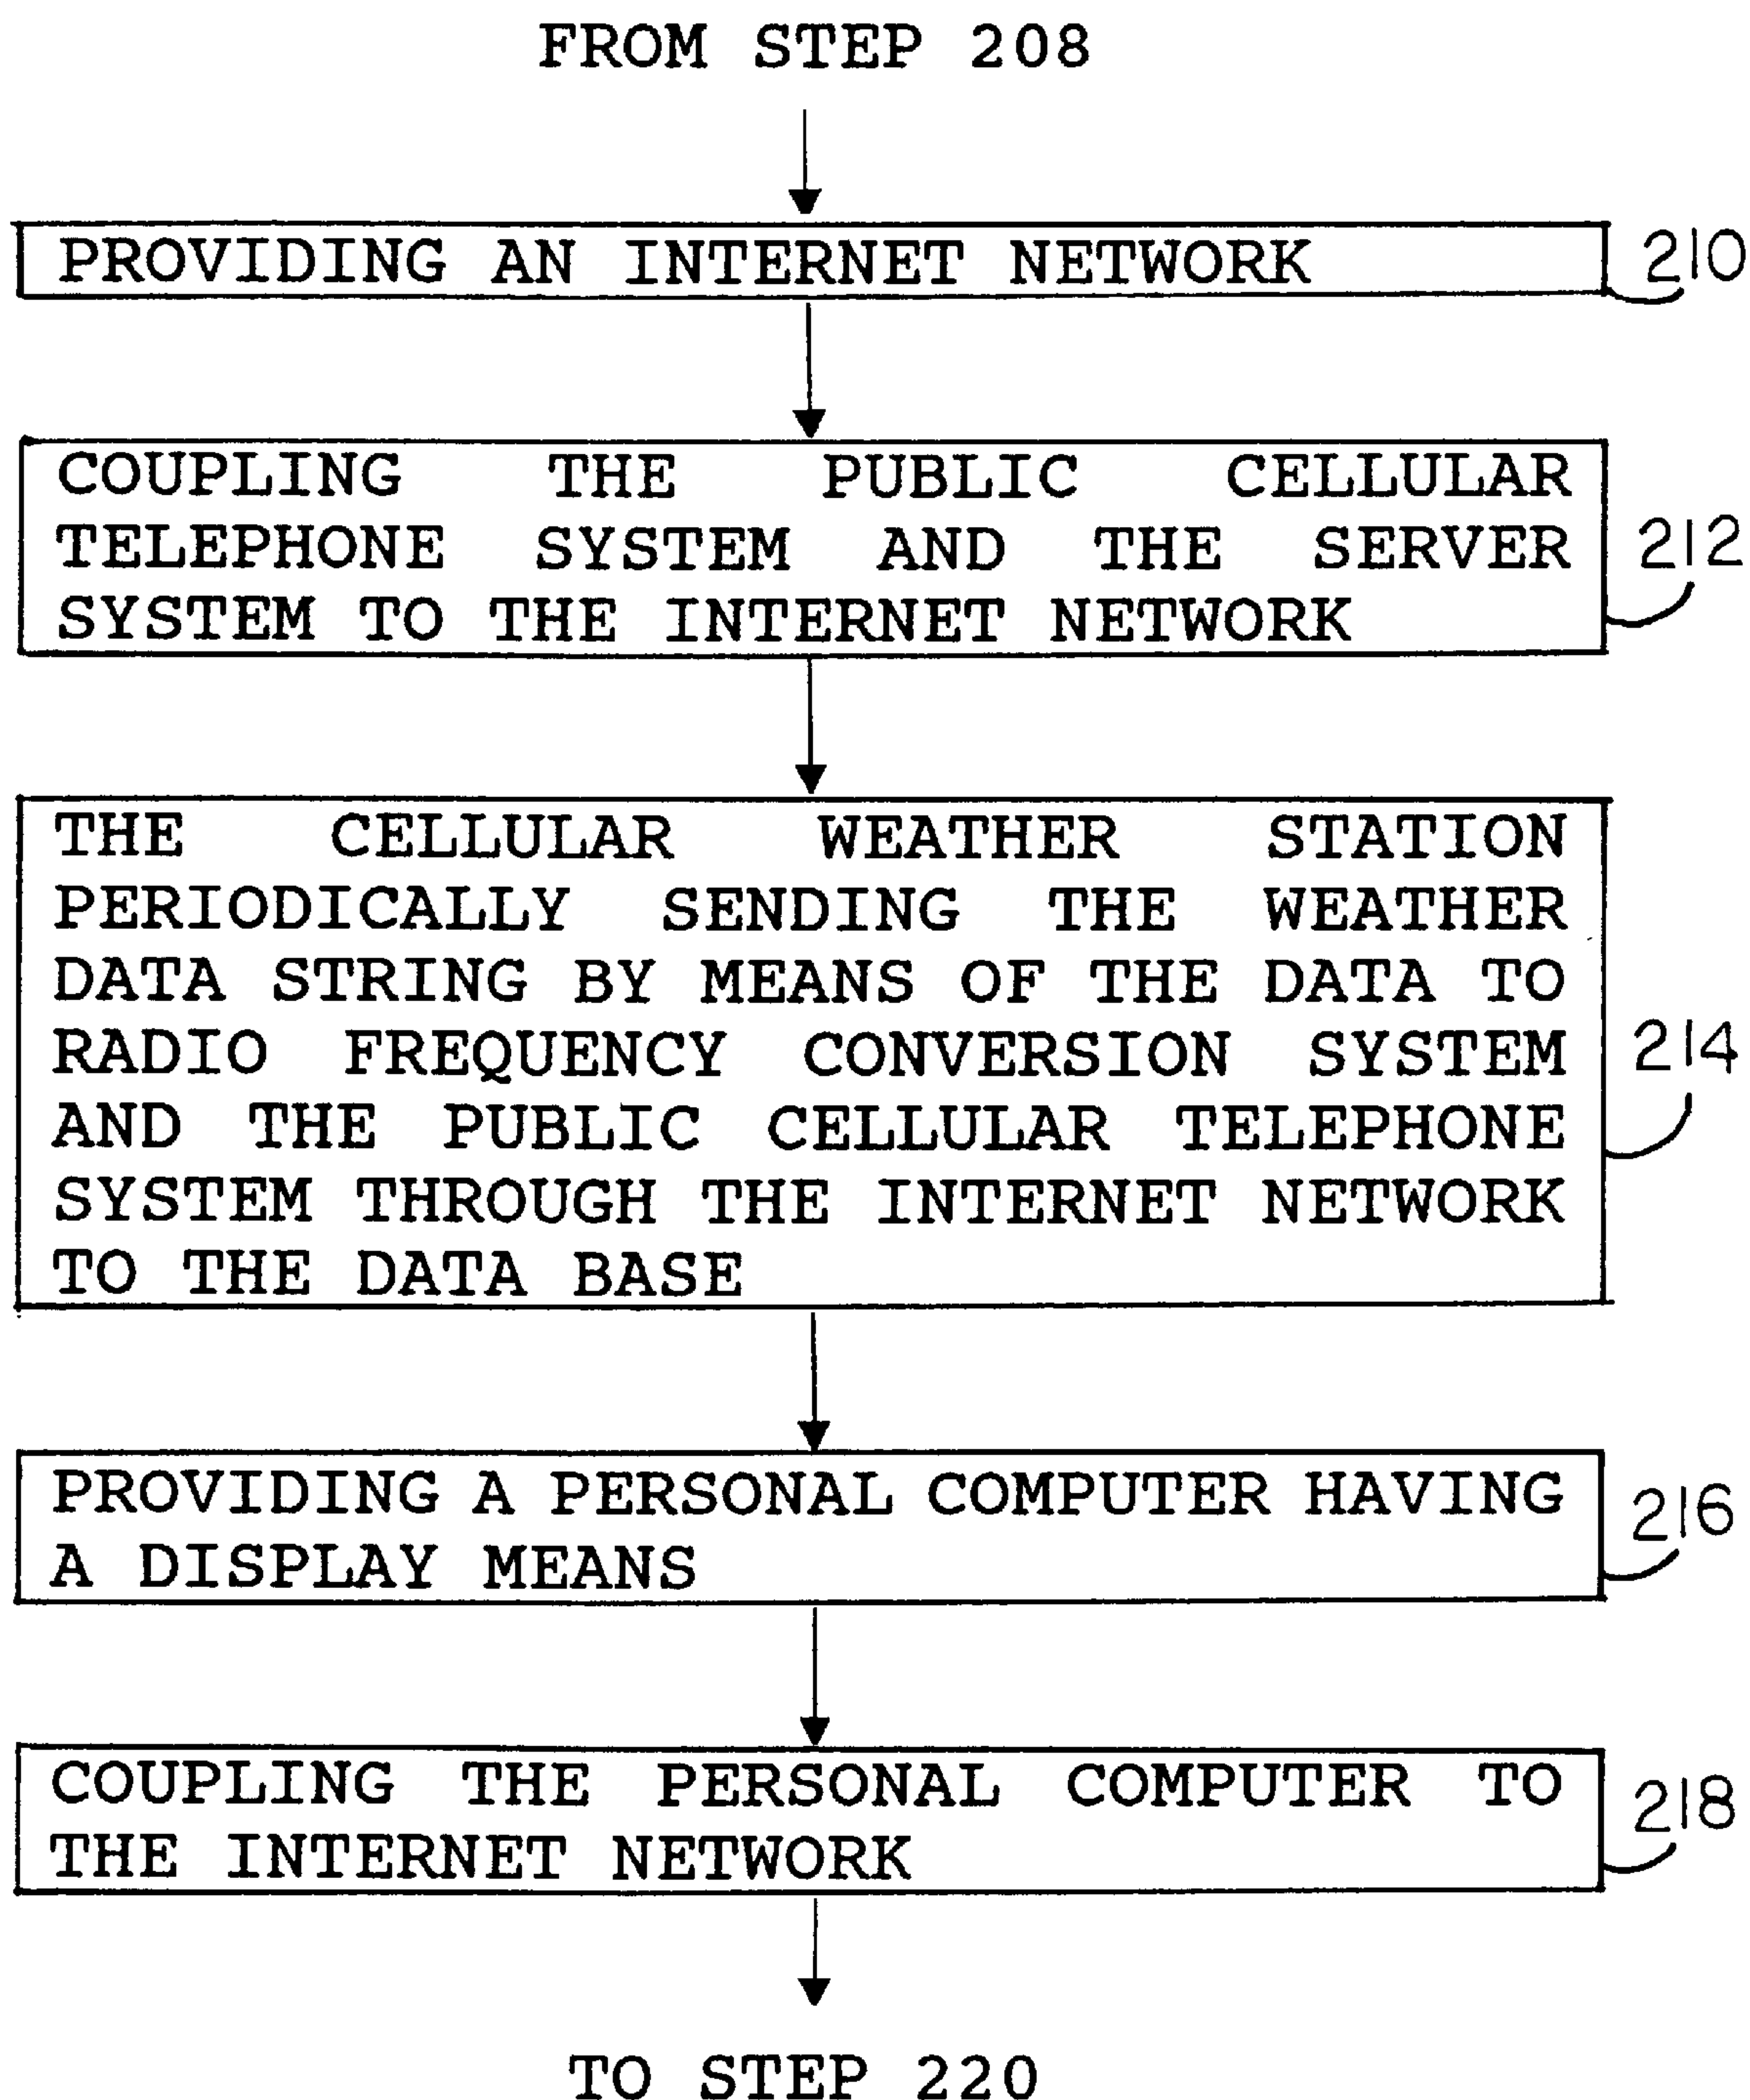 FROM STEP 208
PROVIDING AN INTERNET NETWORK
210
COUPLING THE PUBLIC CELLULAR
TELEPHONE SYSTEM AND THE SERVER
SYSTEM TO THE INTERNET NETWORK
212
THE CELLULAR WEATHER STATION
PERIODICALLY SENDING THE WEATHER
DATA STRING BY MEANS OF THE DATA TO
RADIO FREQUENCY CONVERSION SYSTEM
AND THE PUBLIC CELLULAR TELEPHONE
SYSTEM THROUGH THE INTERNET NETWORK
TO THE DATA BASE
214
PROVIDING A PERSONAL COMPUTER HAVING
A DISPLAY MEANS
216
COUPLING THE PERSONAL COMPUTER TO
THE INTERNET NETWORK
218
TO STEP 220